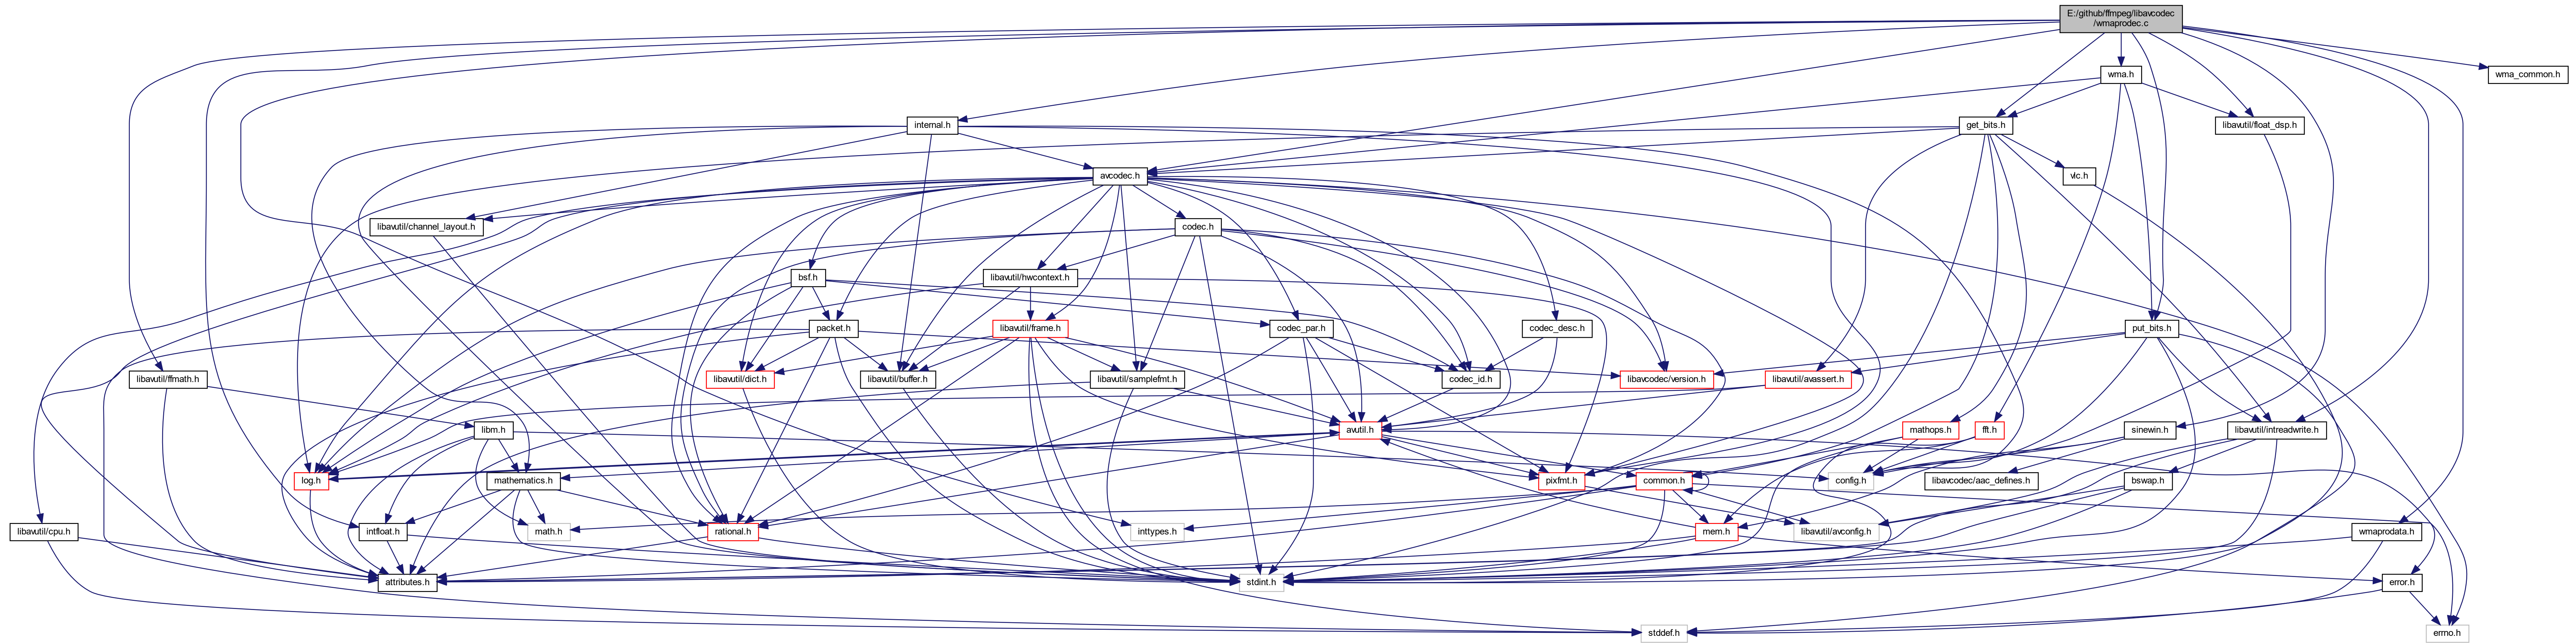 E:/github/ffmpeg/libavcodec
/wmaprodec.c
wma.h
wma_common.h
internal.h
get_bits.h
libavutil/float_dsp.h
avcodec.h
vlc.h
libavutil/channel_layout.h
codec.h
bsf.h
libavutil/hwcontext.h
packet.h
libavutil/frame.h
codec_par.h
codec_desc.h
put_bits.h
libavutil/ffmath.h
libavutil/dict.h
libavutil/buffer.h
libavutil/samplefmt.h
codec_id.h
libavcodec/version.h
libavutil/avassert.h
libm.h
avutil.h
mathops.h
fft.h
sinewin.h
libavutil/intreadwrite.h
log.h
mathematics.h
pixfmt.h
common.h
config.h
libavcodec/aac_defines.h
bswap.h
libavutil/cpu.h
intfloat.h
math.h
rational.h
inttypes.h
mem.h
libavutil/avconfig.h
wmaprodata.h
attributes.h
stdint.h
error.h
stddef.h
errno.h